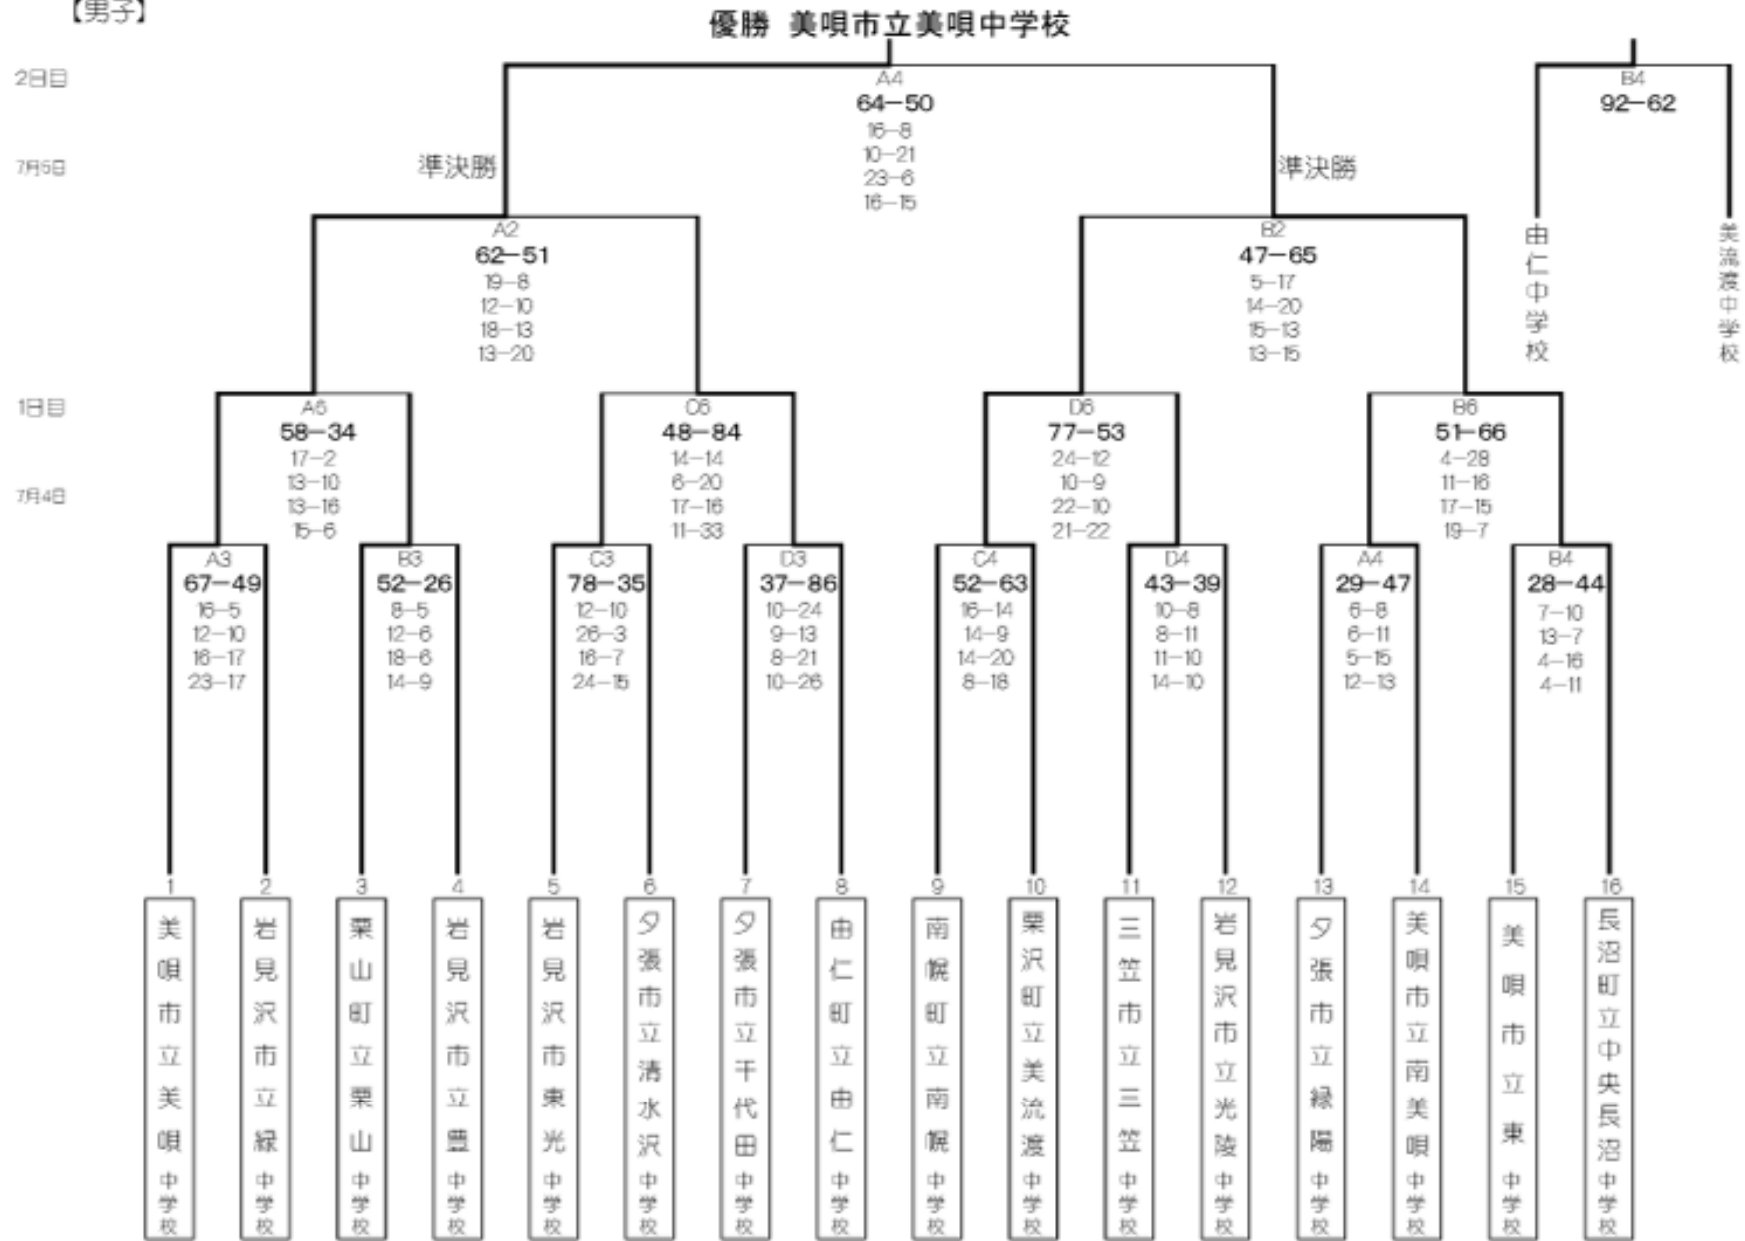 【男子】
優勝 美唄市立美唄中学校
2日目
A4
64−50
16−8
10−21
23−6
16−15
B4
92−62
7月5日
準決勝
準決勝
由仁中学校
美流渡中学校
A2
62−51
19−8
12−10
18−13
13−20
B2
47−65
5−17
14−20
15−13
13−15
1日目
7月4日
A6
58−34
17−2
13−10
13−16
15−6
C6
48−84
14−14
6−20
17−16
11−33
D6
77−53
24−12
10−9
22−10
21−22
B6
51−66
4−28
11−16
17−15
19−7
A3
67−49
16−5
12−10
16−17
23−17
B3
52−26
8−5
12−6
18−6
14−9
C3
78−35
12−10
26−3
16−7
24−15
D3
37−86
10−24
9−13
8−21
10−26
C4
52−63
16−14
14−9
14−20
8−18
D4
43−39
10−8
8−11
11−10
14−10
A4
29−47
6−8
6−11
5−15
12−13
B4
28−44
7−10
13−7
4−16
4−11
1
美唄市立美唄中学校
2
岩見沢市立緑中学校
3
栗山町立栗山中学校
4
岩見沢市立豊中学校
5
岩見沢市東光中学校
6
夕張市立清水沢中学校
7
夕張市立千代田中学校
8
由仁町立由仁中学校
9
南幌町立南幌中学校
10
栗沢町立美流渡中学校
11
三笠市立三笠中学校
12
岩見沢市立光陵中学校
13
夕張市立緑陽中学校
14
美唄市立南美唄中学校
15
美唄市立東中学校
16
長沼町立中央長沼中学校